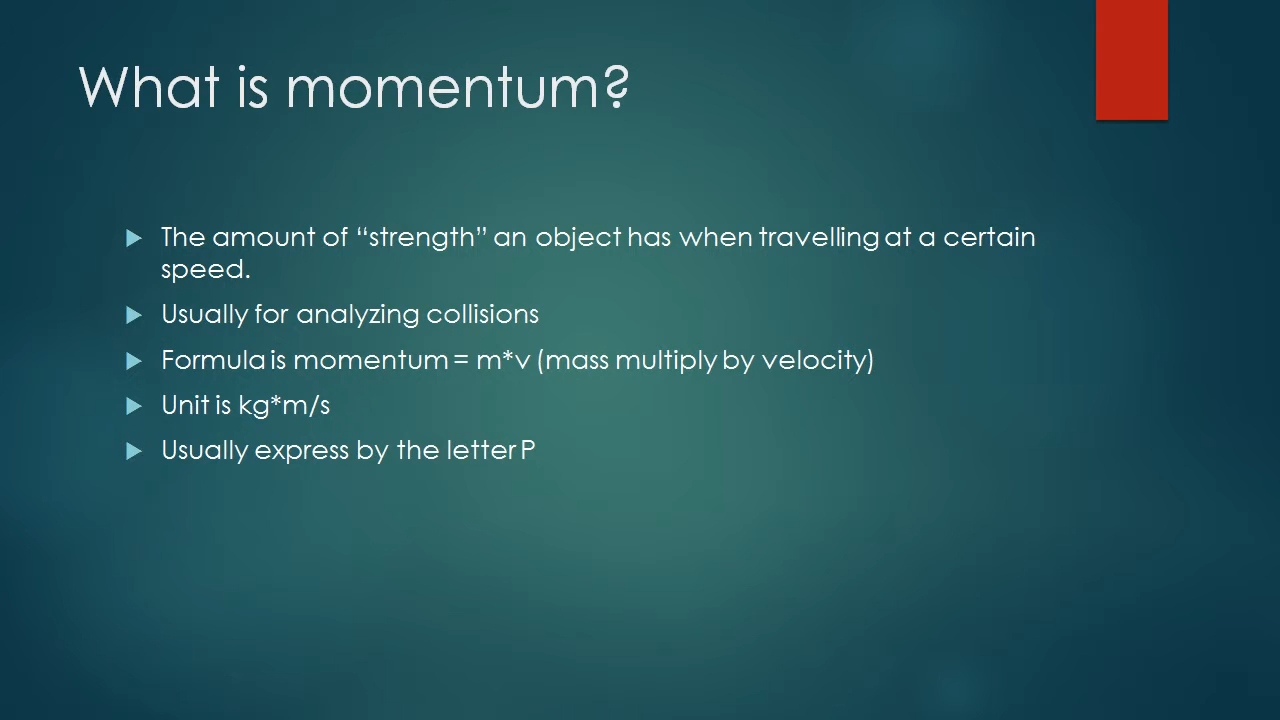 What is momentum?
The amount of “strength” an object has when travelling at a certain
speed.
Usually for analyzing collisions
Formula is momentum = m*v (mass multiply by velocity)
Unit is kg*m/s
Usually express by the letter P